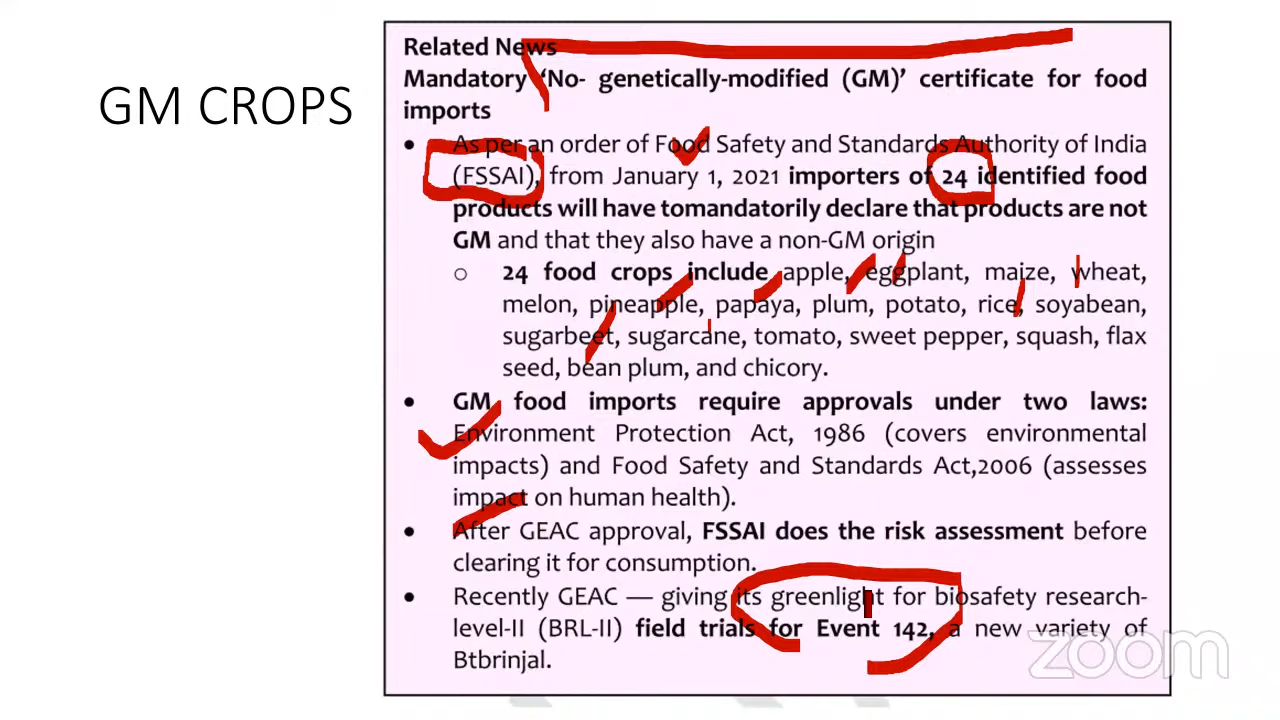 GM CROPS
Related News
Mandatory ‘No- genetically-modified (GM)’ certificate for food
imports
• As per an order of Food Safety and Standards Authority of India
(FSSAI), from January 1, 2021 importers of 24 identified food
products will have tomandatorily declare that products are not
GM and that they also have a non-GM origin
o 24 food crops include apple, eggplant, maize, wheat,
melon, pineapple, papaya, plum, potato, rice, soyabean,
sugarbeet, sugarcane, tomato, sweet pepper, squash, flax
seed, bean plum, and chicory.
• GM food imports require approvals under two laws:
Environment Protection Act, 1986 (covers environmental
impacts) and Food Safety and Standards Act,2006 (assesses
impact on human health).
• After GEAC approval, FSSAI does the risk assessment before
clearing it for consumption.
• Recently GEAC — giving its greenlight for biosafety research-
level-II (BRL-II) field trials for Event 142, a new variety of
Btbrinjal.
zoom